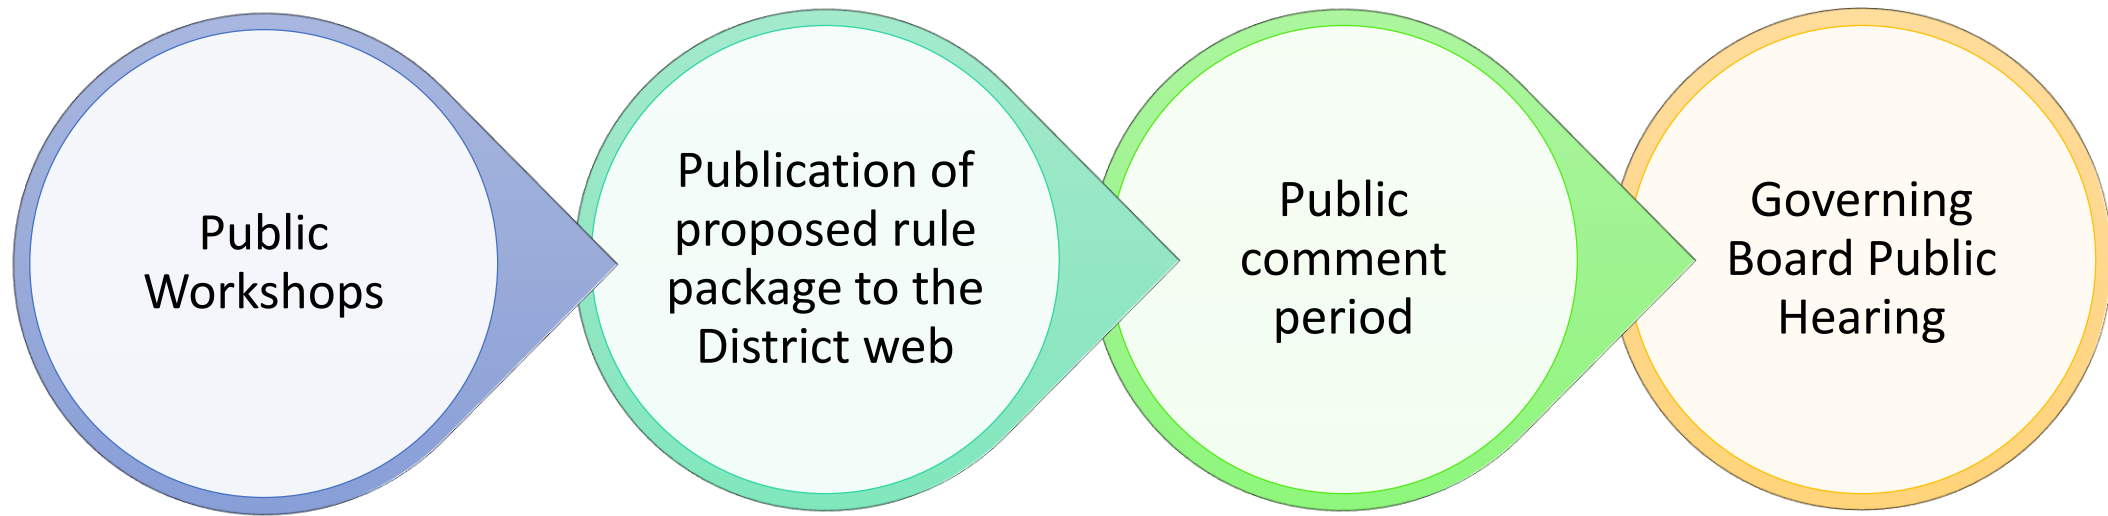 Public
Workshops
Publication of
proposed rule
package to the
District web
Public
comment
period
Governing
Board Public
Hearing